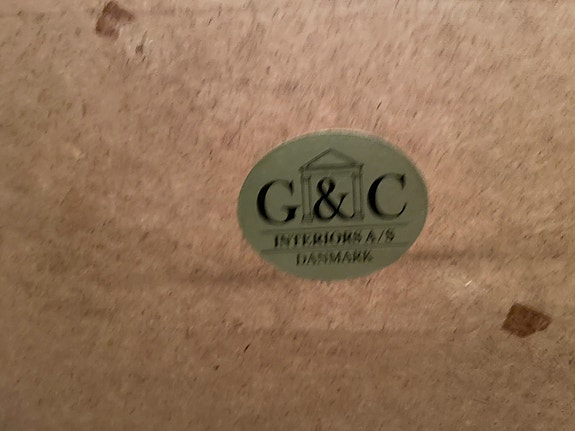 G&C
INTERIORS A/S
DANMARK